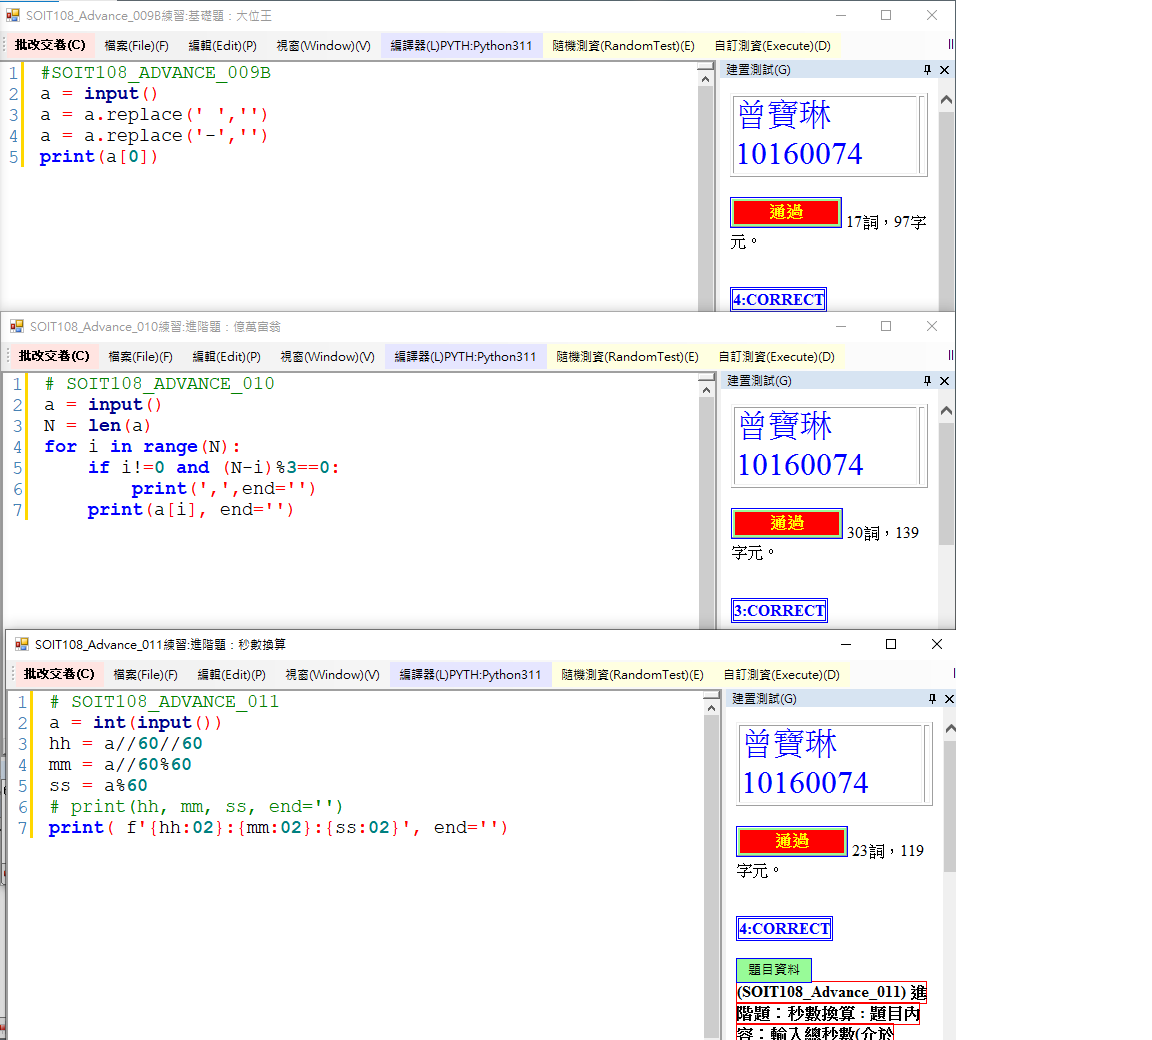 SOIT108_Advance_009B練習:基礎題：大位王
批改交卷(C) 檔案(File)(F) 編輯(Edit)(P) 視窗(Window)(V) 編譯器(L)PYTH:Python311 隨機測資(RandomTest)(E) 自訂測資(Execute)(D)
建置測試(G)
1 #SOIT108_ADVANCE_009B
2 a = input()
3 a = a.replace(' ','')
4 a = a.replace('-','')
5 print(a[0])
曾寶琳
10160074
通過 17詞，97字
元。
4:CORRECT
SOIT108_Advance_010練習:進階題：億萬富翁
批改交卷(C) 檔案(File)(F) 編輯(Edit)(P) 視窗(Window)(V) 編譯器(L)PYTH:Python311 隨機測資(RandomTest)(E) 自訂測資(Execute)(D)
建置測試(G)
1 # SOIT108_ADVANCE_010
2 a = input()
3 N = len(a)
4 for i in range(N):
5     if i!=0 and (N-i)%3==0:
6         print(',',end='')
7     print(a[i], end='')
曾寶琳
10160074
通過 30詞，139
字元。
3:CORRECT
SOIT108_Advance_011練習:進階題：秒數換算
批改交卷(C) 檔案(File)(F) 編輯(Edit)(P) 視窗(Window)(V) 編譯器(L)PYTH:Python311 隨機測資(RandomTest)(E) 自訂測資(Execute)(D)
建置測試(G)
1 # SOIT108_ADVANCE_011
2 a = int(input())
3 hh = a//60//60
4 mm = a//60%60
5 ss = a%60
6 # print(hh, mm, ss, end='')
7 print( f'{hh:02}:{mm:02}:{ss:02}', end='')
曾寶琳
10160074
通過 23詞，119
字元。
4:CORRECT
題目資料
(SOIT108_Advance_011) 進
階題：秒數換算：題目內
容：輸入總秒數(介於